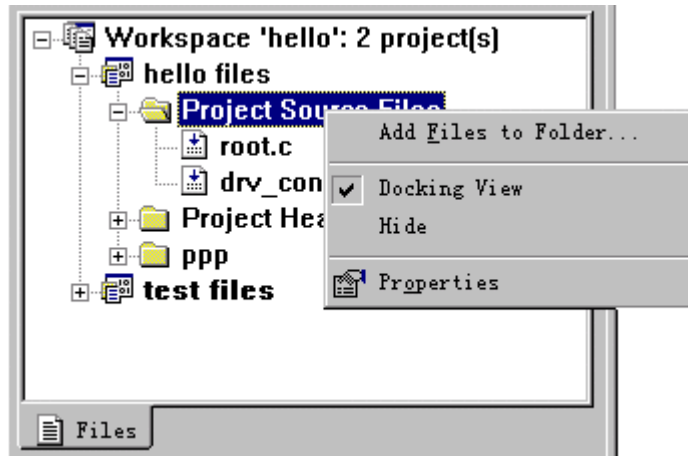 Workspace 'hello': 2 project(s)
hello files
Project Source Files
root.c
drv_con
Project Hea
ppp
test files
Add Files to Folder...
Docking View
Hide
Properties
Files